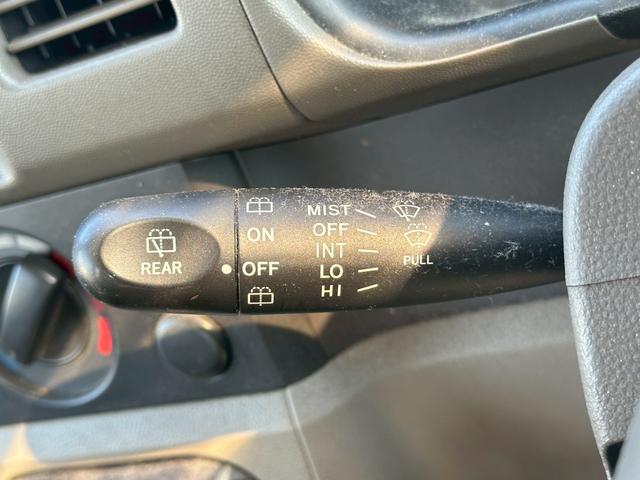 REAR
ON
OFF
MIST
OFF
INT
LO
HI
PULL